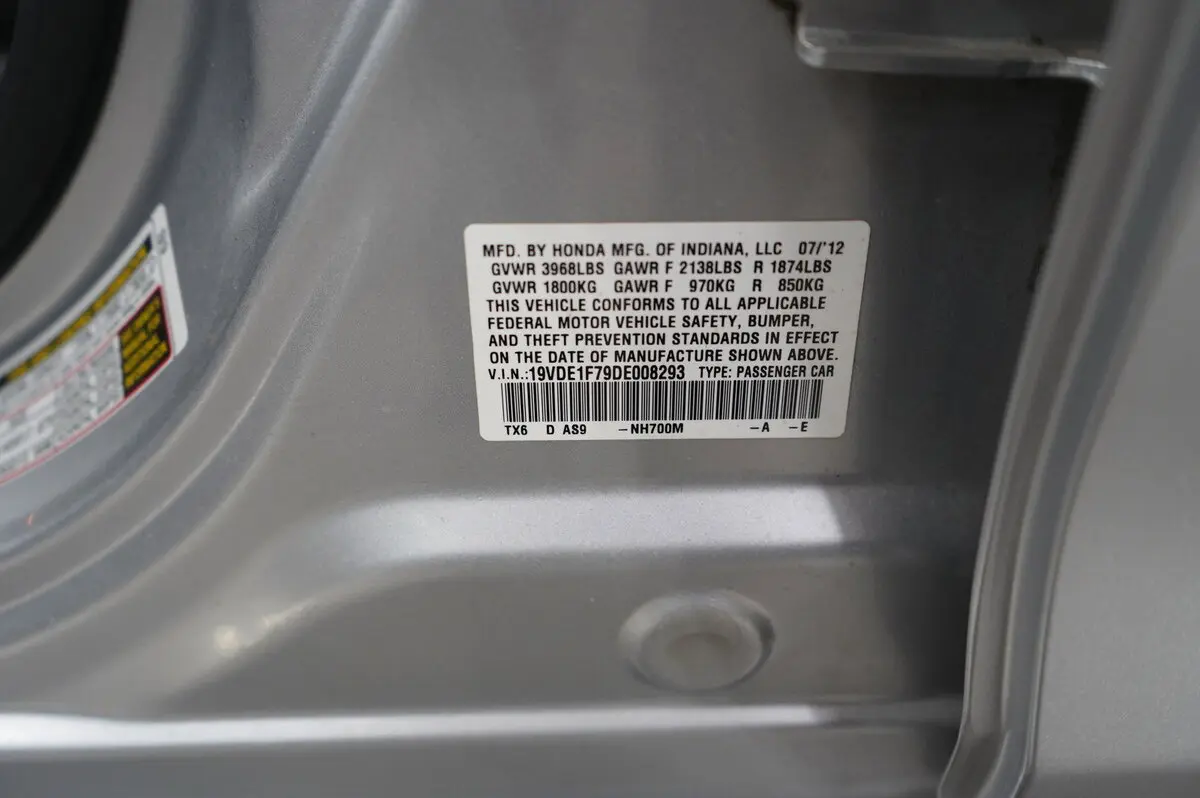 MFD. BY HONDA MFG. OF INDIANA, LLC 07/'12
GVWR 3968LBS GAWR F 2138LBS R 1874LBS
GVWR 1800KG GAWR F 970KG R 850KG
THIS VEHICLE CONFORMS TO ALL APPLICABLE
FEDERAL MOTOR VEHICLE SAFETY, BUMPER,
AND THEFT PREVENTION STANDARDS IN EFFECT
ON THE DATE OF MANUFACTURE SHOWN ABOVE.
V.I.N.:19VDE1F79DE008293 TYPE: PASSENGER CAR
TX6 D AS9 –NH700M –A –E